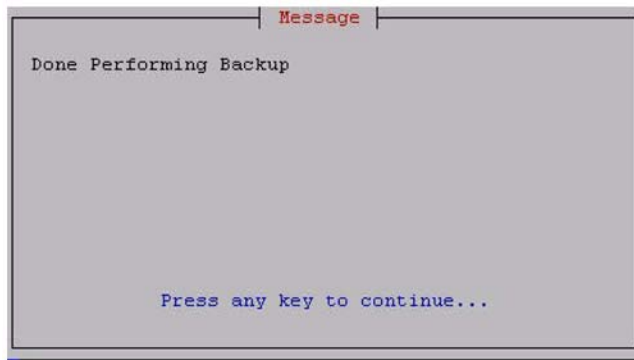 Message
Done Performing Backup
Press any key to continue...